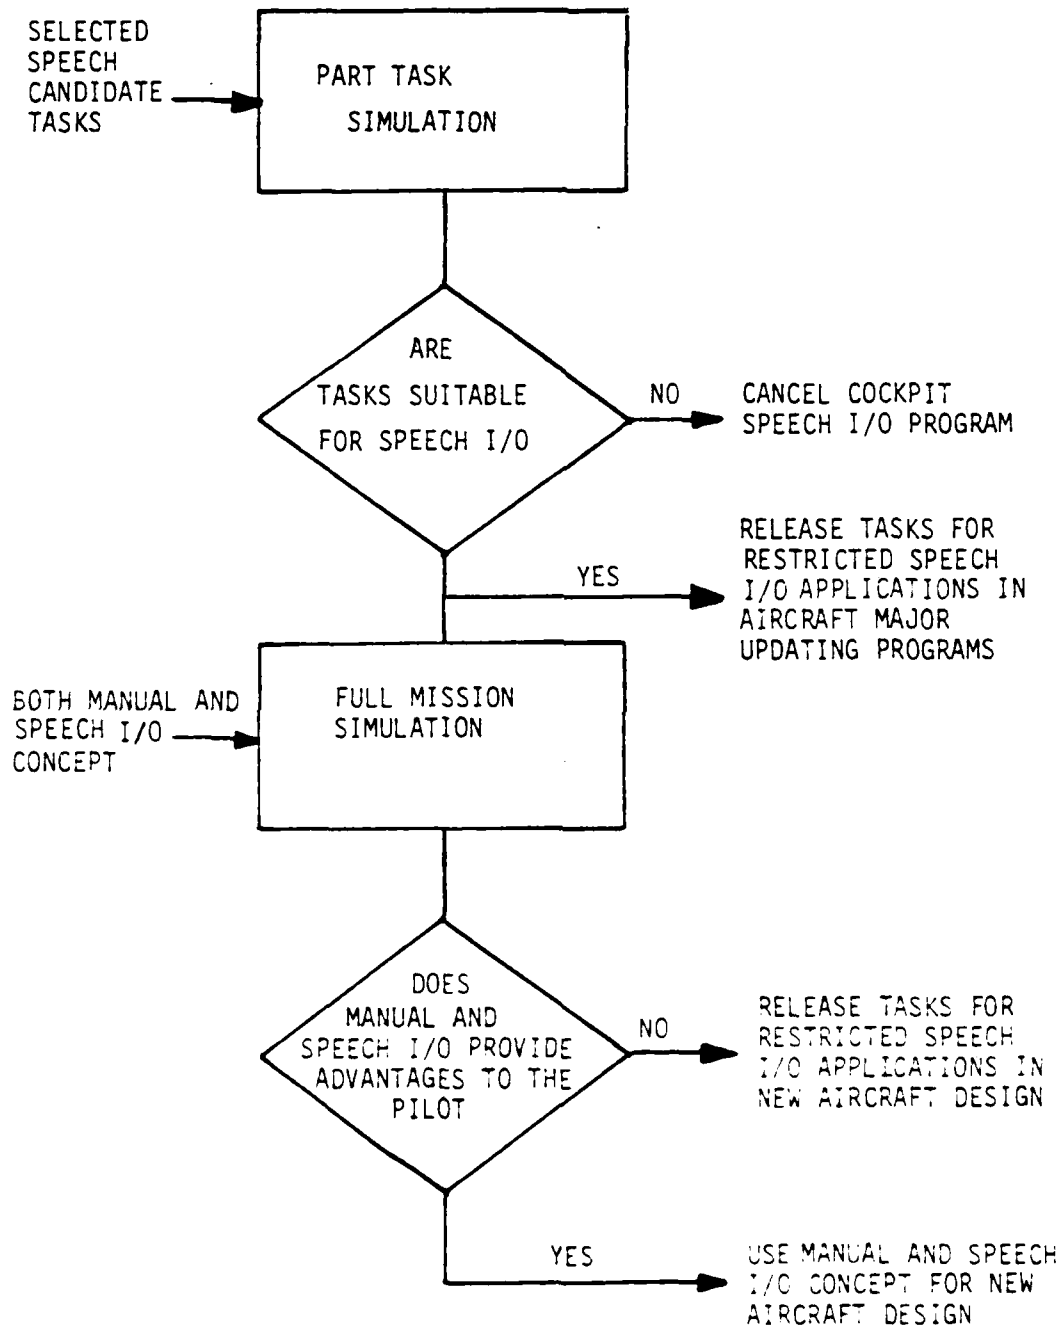 SELECTED
SPEECH
CANDIDATE
TASKS
PART TASK
SIMULATION
ARE
TASKS SUITABLE
FOR SPEECH I/O
NO
CANCEL COCKPIT
SPEECH I/O PROGRAM
YES
RELEASE TASKS FOR
RESTRICTED SPEECH
I/O APPLICATIONS IN
AIRCRAFT MAJOR
UPDATING PROGRAMS
BOTH MANUAL AND
SPEECH I/O
CONCEPT
FULL MISSION
SIMULATION
DOES
MANUAL AND
SPEECH I/O PROVIDE
ADVANTAGES TO THE
PILOT
NO
RELEASE TASKS FOR
RESTRICTED SPEECH
I/O APPLICATIONS IN
NEW AIRCRAFT DESIGN
YES
USE MANUAL AND SPEECH
I/O CONCEPT FOR NEW
AIRCRAFT DESIGN